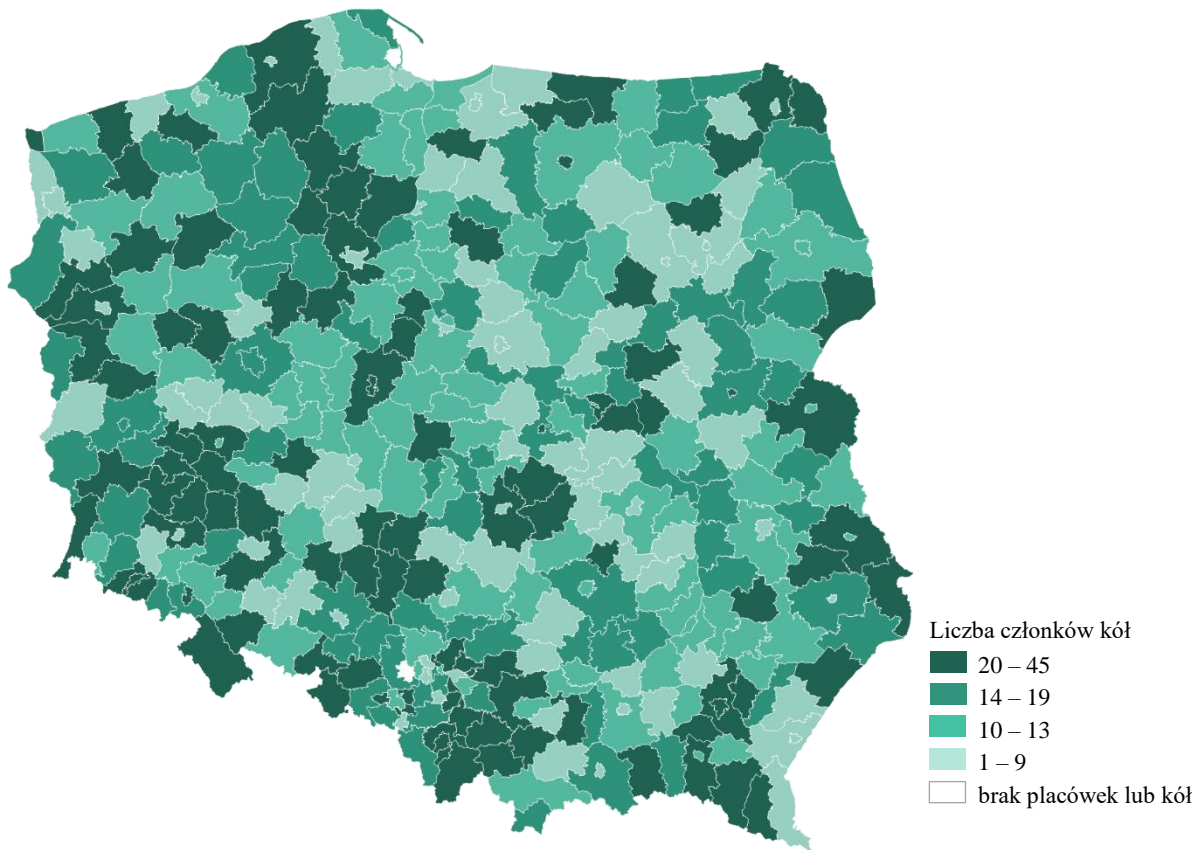 Liczba członków kół
20 – 45
14 – 19
10 – 13
1 – 9
brak placówek lub kół